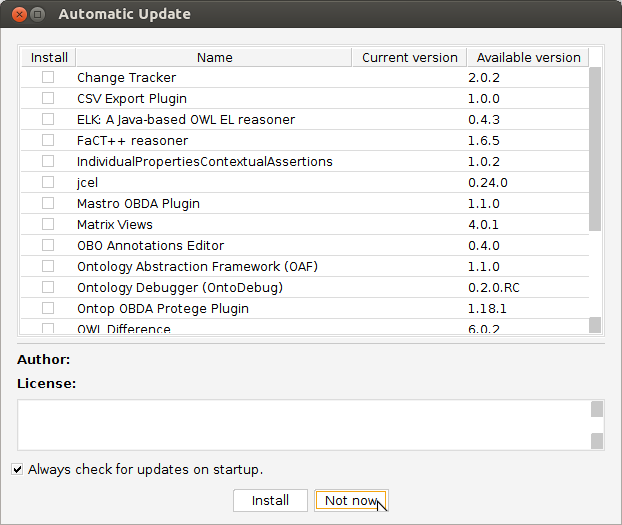 Automatic Update
Install Name Current version Available version
Change Tracker 2.0.2
CSV Export Plugin 1.0.0
ELK: A Java-based OWL EL reasoner 0.4.3
FaCT++ reasoner 1.6.5
IndividualPropertiesContextualAssertions 1.0.2
jcel 0.24.0
Mastro OBDA Plugin 1.1.0
Matrix Views 4.0.1
OBO Annotations Editor 0.4.0
Ontology Abstraction Framework (OAF) 1.1.0
Ontology Debugger (OntoDebug) 0.2.0.RC
Ontop OBDA Protege Plugin 1.18.1
OWL Difference 6.0.2
Author:
License:
Always check for updates on startup.
Install Not now